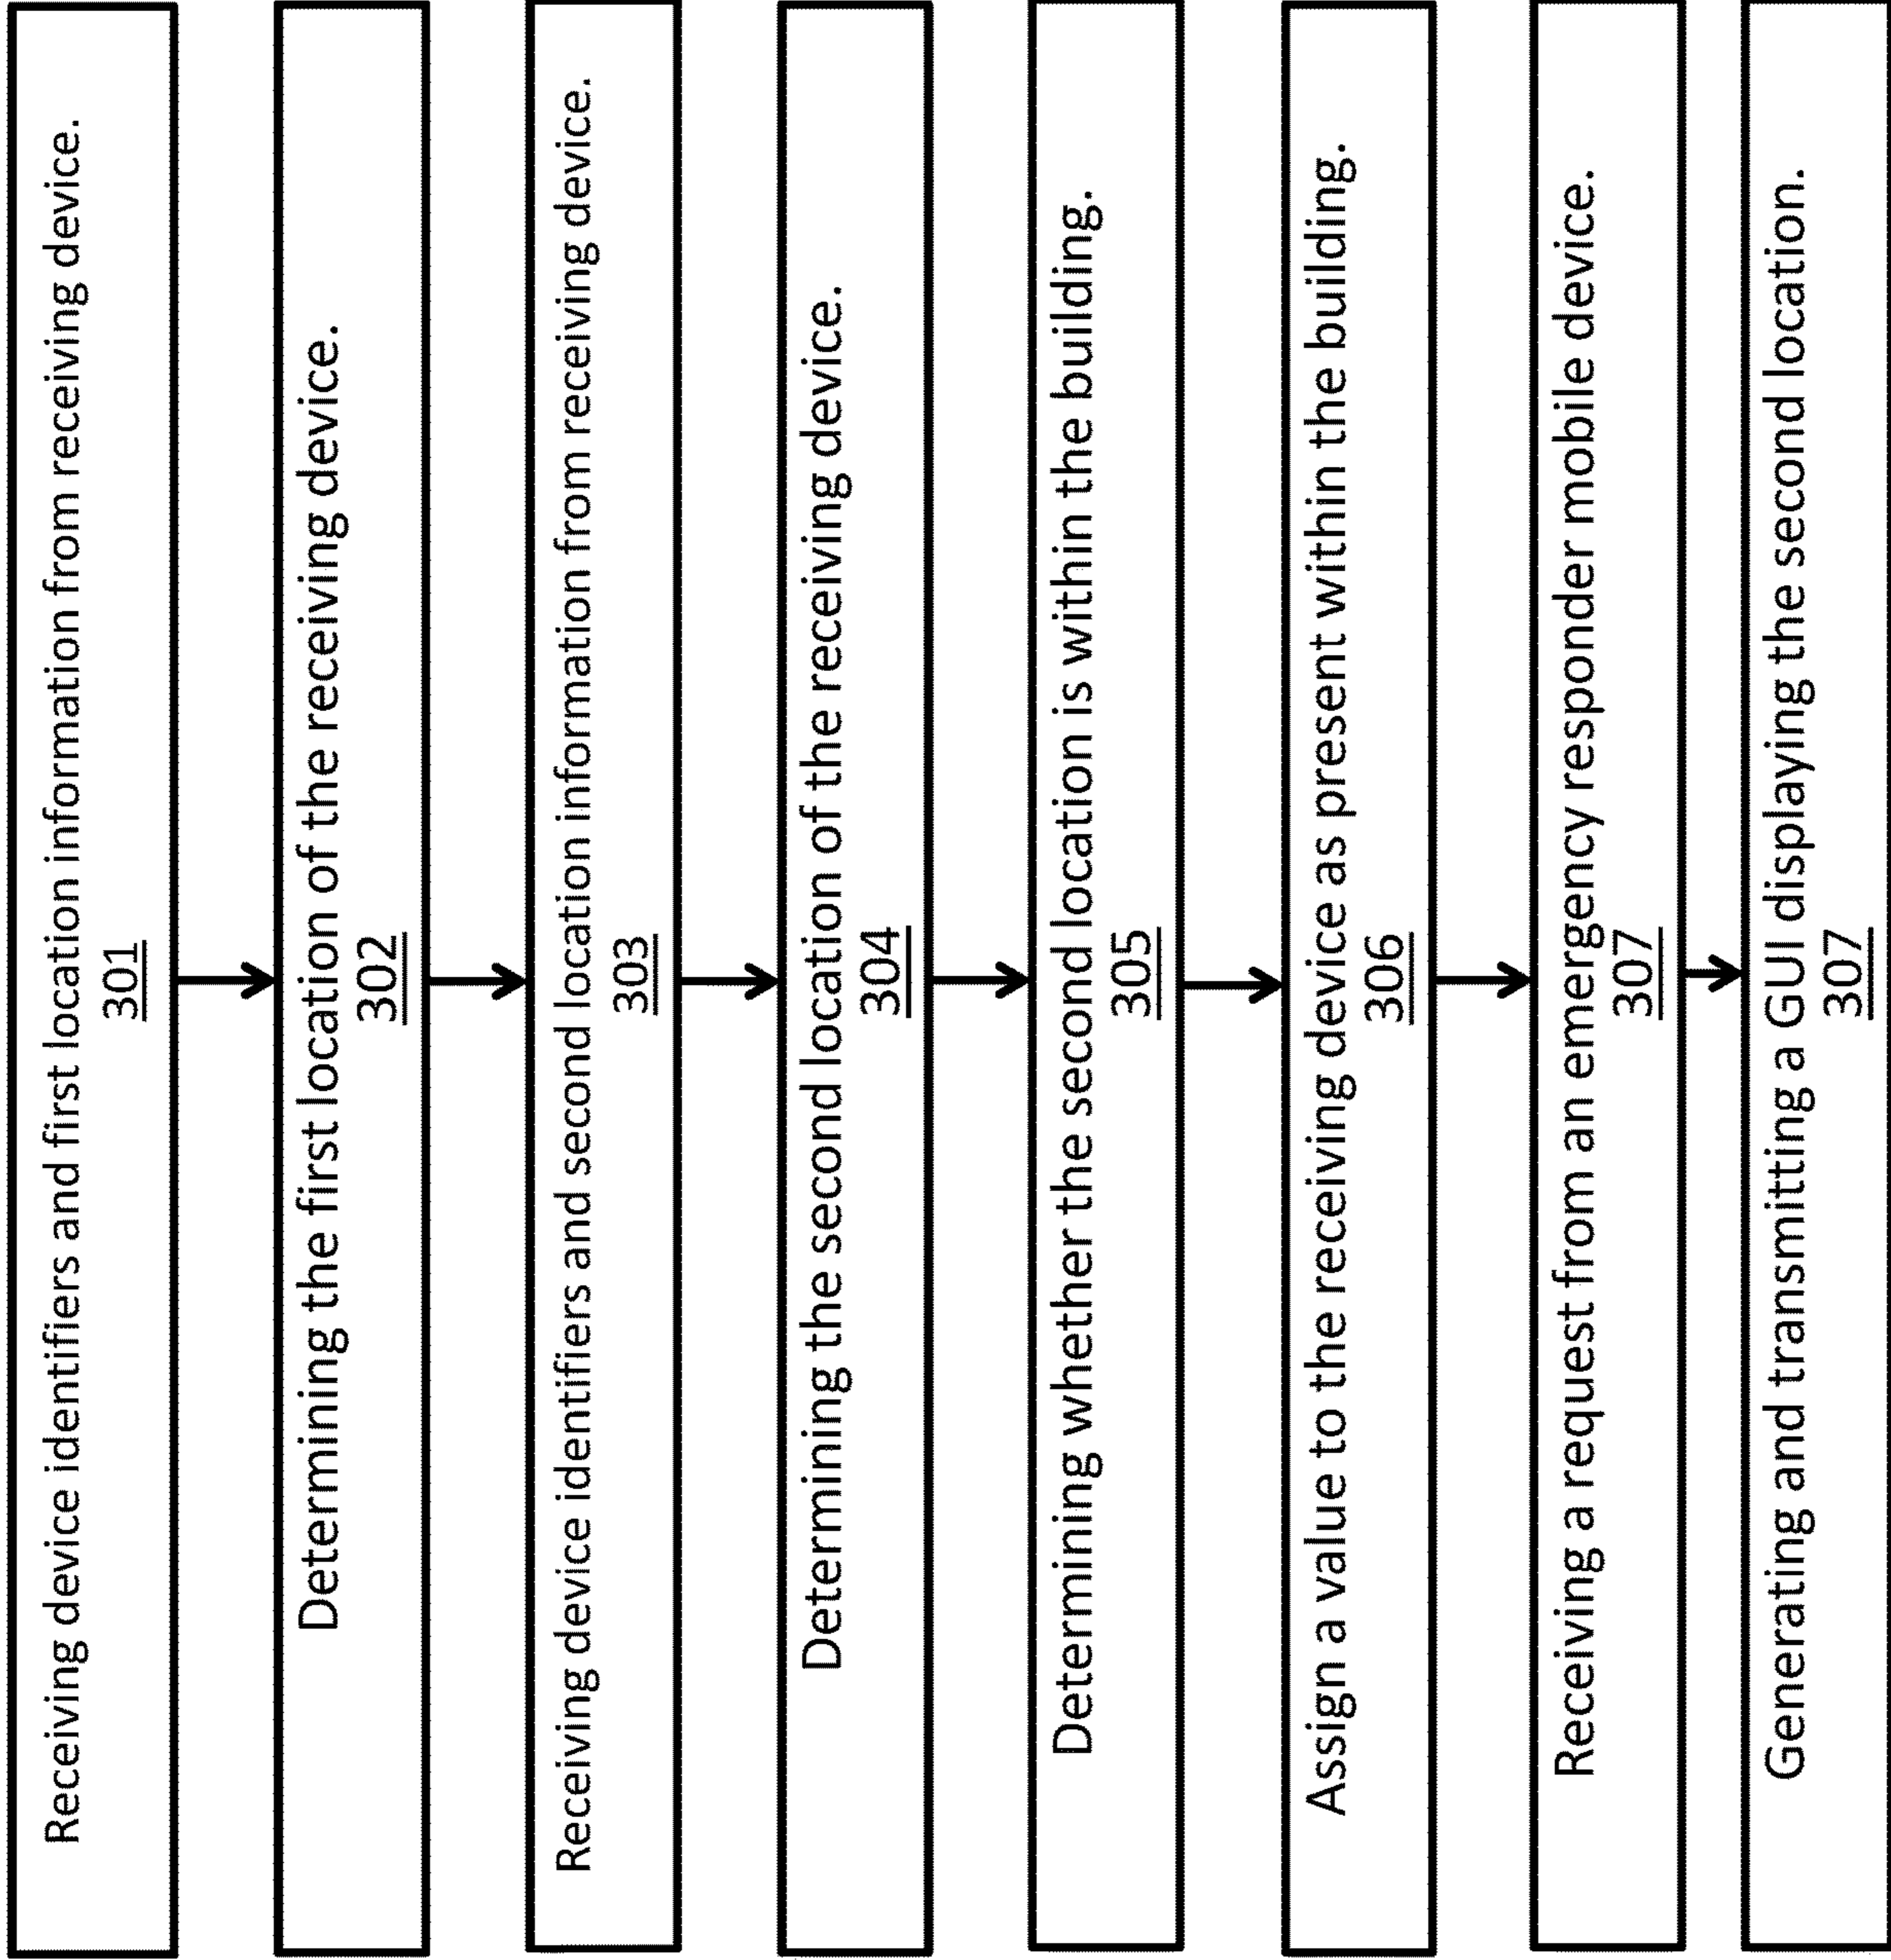 Receiving device identifiers and first location information from receiving device.
301
Determining the first location of the receiving device.
302
Receiving device identifiers and second location information from receiving device.
303
Determining the second location of the receiving device.
304
Determining whether the second location is within the building.
305
Assign a value to the receiving device as present within the building.
306
Receiving a request from an emergency responder mobile device.
307
Generating and transmitting a GUI displaying the second location.
307